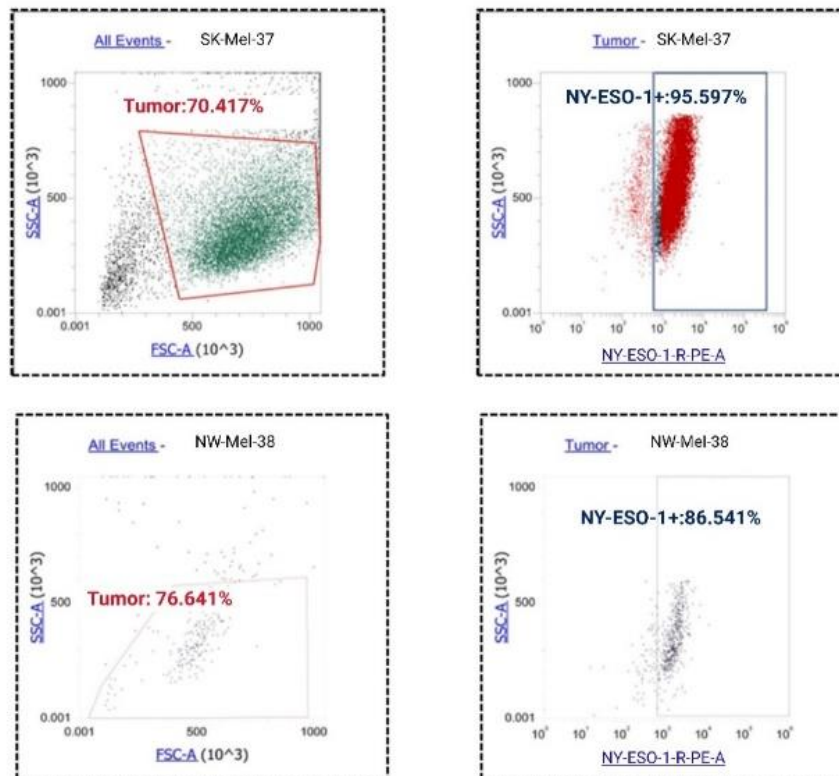 All Events - SK-Mel-37
Tumor:70.417%
1000
500
0.001
SSC-A (10^3)
0.001 500 1000
FSC-A (10^3)
Tumor - SK-Mel-37
NY-ESO-1+:95.597%
1000
500
0.001
SSC-A (10^3)
NY-ESO-1-R-PE-A
All Events - NW-Mel-38
Tumor: 76.641%
1000
500
0.001
SSC-A (10^3)
0.001 500 1000
FSC-A (10^3)
Tumor - NW-Mel-38
NY-ESO-1+:86.541%
1000
500
0.001
SSC-A (10^3)
NY-ESO-1-R-PE-A